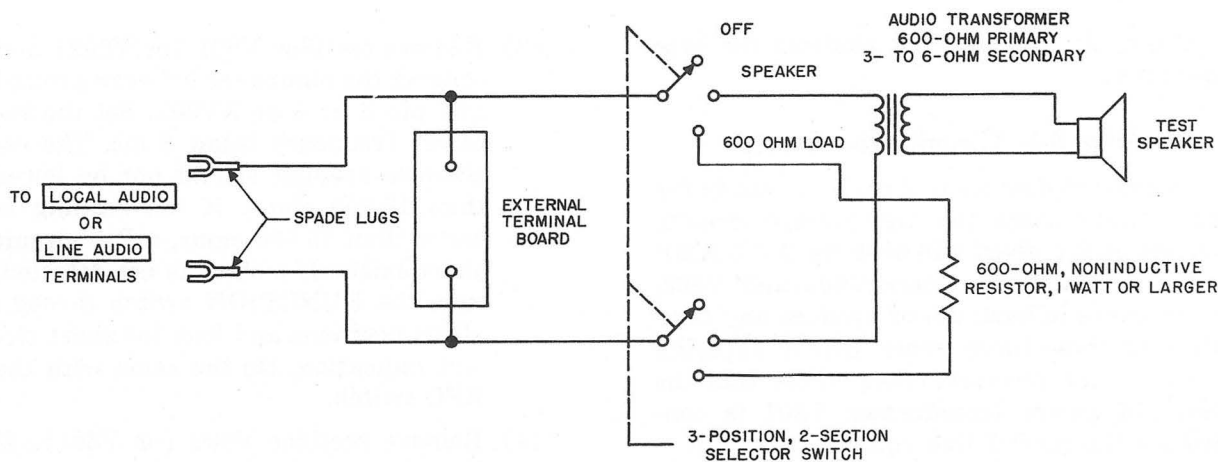 OFF
AUDIO TRANSFORMER
600-OHM PRIMARY
3- TO 6-OHM SECONDARY
SPEAKER
600 OHM LOAD
TEST
SPEAKER
TO LOCAL AUDIO
OR
LINE AUDIO
TERMINALS
SPADE LUGS
EXTERNAL
TERMINAL
BOARD
600-OHM, NONINDUCTIVE
RESISTOR, 1 WATT OR LARGER
3-POSITION, 2-SECTION
SELECTOR SWITCH